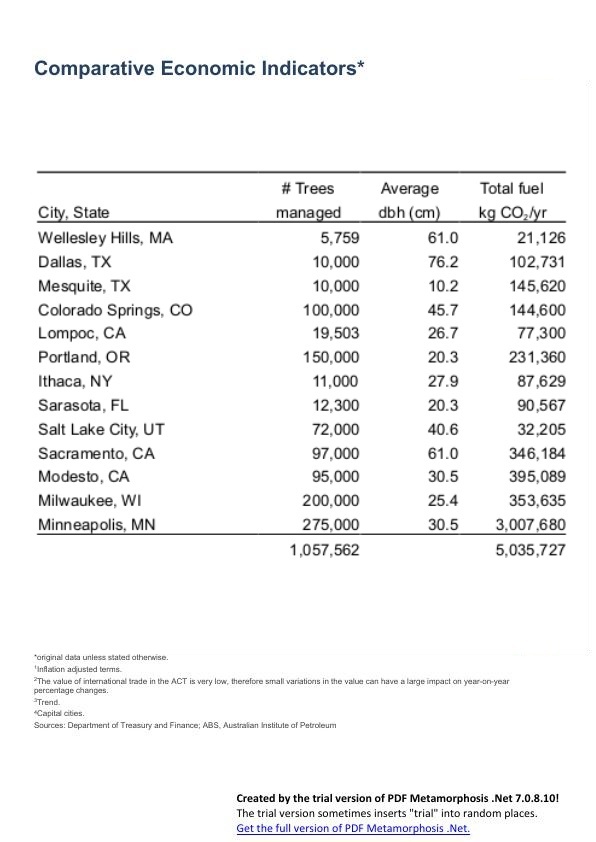 Comparative Economic Indicators*
# Trees Average Total fuel
City, State managed dbh (cm) kg CO₂/yr
Wellesley Hills, MA 5,759 61.0 21,126
Dallas, TX 10,000 76.2 102,731
Mesquite, TX 10,000 10.2 145,620
Colorado Springs, CO 100,000 45.7 144,600
Lompoc, CA 19,503 26.7 77,300
Portland, OR 150,000 20.3 231,360
Ithaca, NY 11,000 27.9 87,629
Sarasota, FL 12,300 20.3 90,567
Salt Lake City, UT 72,000 40.6 32,205
Sacramento, CA 97,000 61.0 346,184
Modesto, CA 95,000 30.5 395,089
Milwaukee, WI 200,000 25.4 353,635
Minneapolis, MN 275,000 30.5 3,007,680
1,057,562 5,035,727
*original data unless stated otherwise.
¹Inflation adjusted terms.
²The value of international trade in the ACT is very low, therefore small variations in the value can have a large impact on year-on-year
percentage changes.
³Trend.
⁴Capital cities.
Sources: Department of Treasury and Finance; ABS, Australian Institute of Petroleum
Created by the trial version of PDF Metamorphosis .Net 7.0.8.10!
The trial version sometimes inserts "trial" into random places.
Get the full version of PDF Metamorphosis .Net.